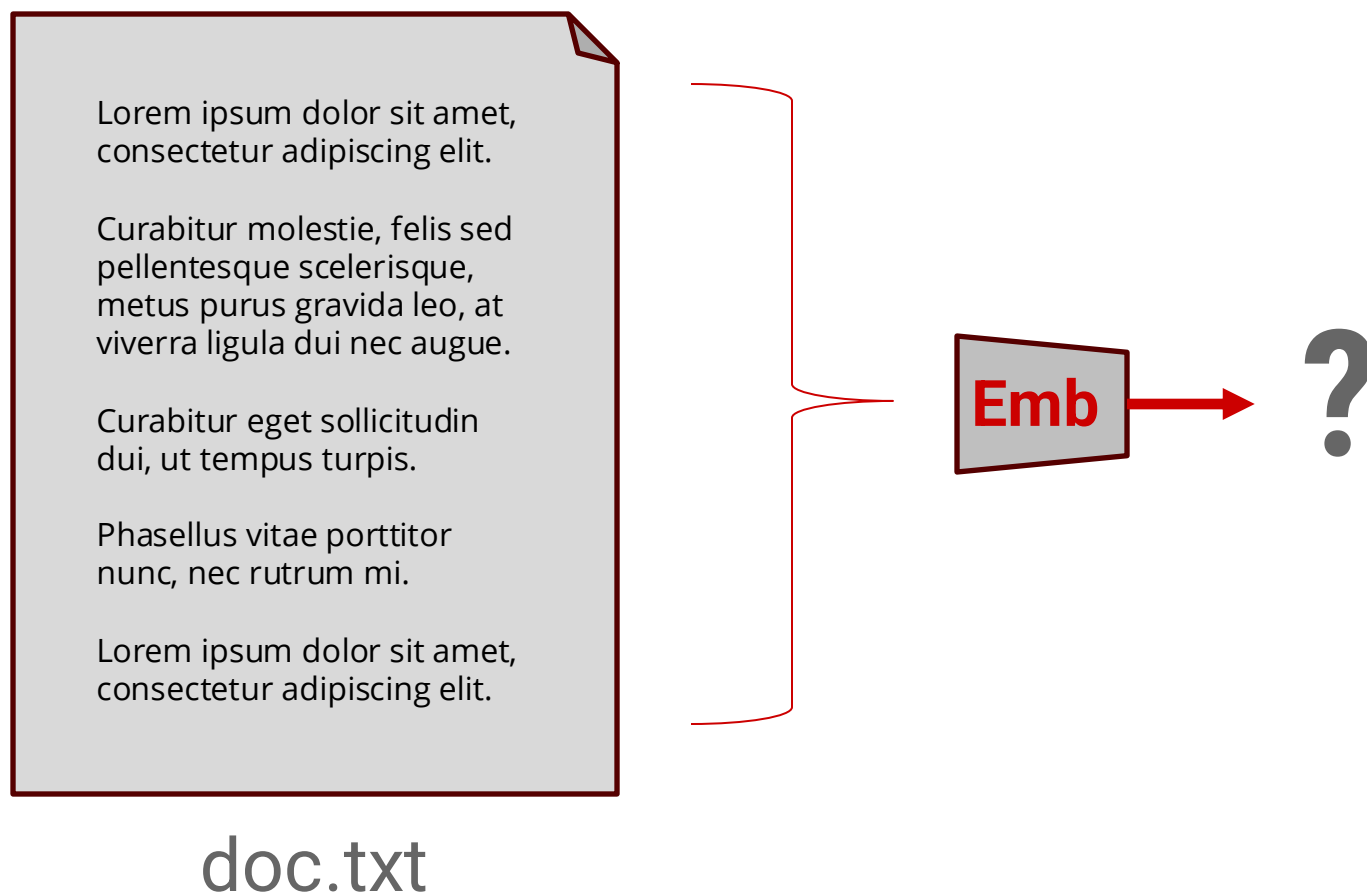 Lorem ipsum dolor sit amet,
consectetur adipiscing elit.
Curabitur molestie, felis sed
pellentesque scelerisque,
metus purus gravida leo, at
viverra ligula dui nec augue.
Curabitur eget sollicitudin
dui, ut tempus turpis.
Phasellus vitae porttitor
nunc, nec rutrum mi.
Lorem ipsum dolor sit amet,
consectetur adipiscing elit.
doc.txt
Emb
?